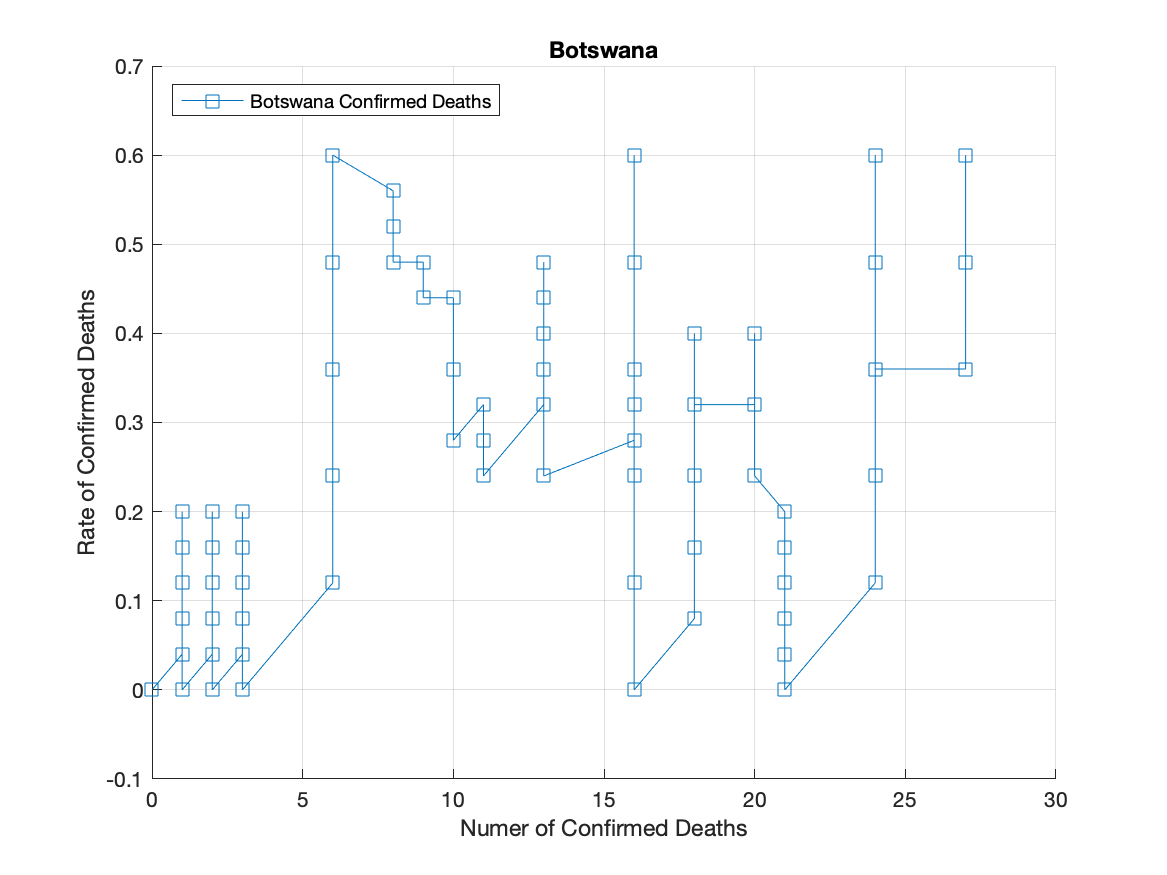 Botswana
Botswana Confirmed Deaths
Rate of Confirmed Deaths
0.7
0.6
0.5
0.4
0.3
0.2
0.1
0
-0.1
0 5 10 15 20 25 30
Numer of Confirmed Deaths